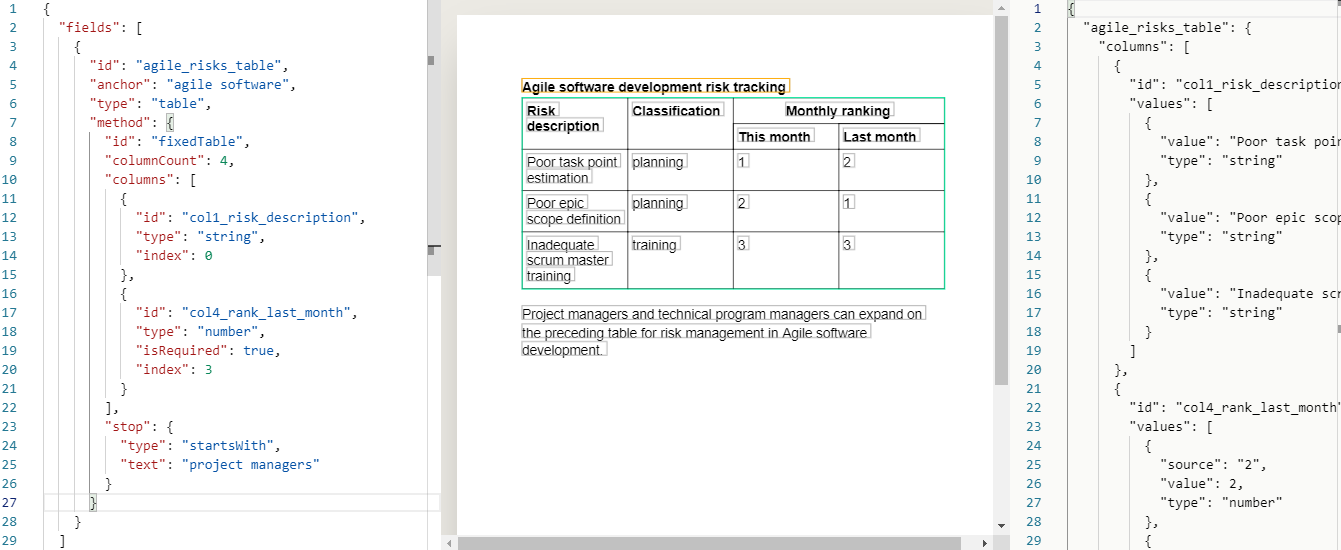 1 {
2 "fields": [
3 {
4 "id": "agile_risks_table",
5 "anchor": "agile software",
6 "type": "table",
7 "method": {
8 "id": "fixedTable",
9 "columnCount": 4,
10 "columns": [
11 {
12 "id": "col1_risk_description",
13 "type": "string",
14 "index": 0
15 },
16 {
17 "id": "col4_rank_last_month",
18 "type": "number",
19 "isRequired": true,
20 "index": 3
21 }
22 ],
23 "stop": {
24 "type": "startsWith",
25 "text": "project managers"
26 }
27 }
28 }
29 ]
Agile software development risk tracking
Risk description Classification Monthly ranking
This month Last month
Poor task point estimation planning 1 2
Poor epic scope definition planning 2 1
Inadequate scrum master training training 3 3
Project managers and technical program managers can expand on
the preceding table for risk management in Agile software
development.
1 {
2 "agile_risks_table": {
3 "columns": [
4 {
5 "id": "col1_risk_description
6 "values": [
7 {
8 "value": "Poor task poin
9 "type": "string"
10 },
11 {
12 "value": "Poor epic scop
13 "type": "string"
14 },
15 {
16 "value": "Inadequate scr
17 "type": "string"
18 }
19 ]
20 },
21 {
22 "id": "col4_rank_last_month"
23 "values": [
24 {
25 "source": "2",
26 "value": 2,
27 "type": "number"
28 },
29 {